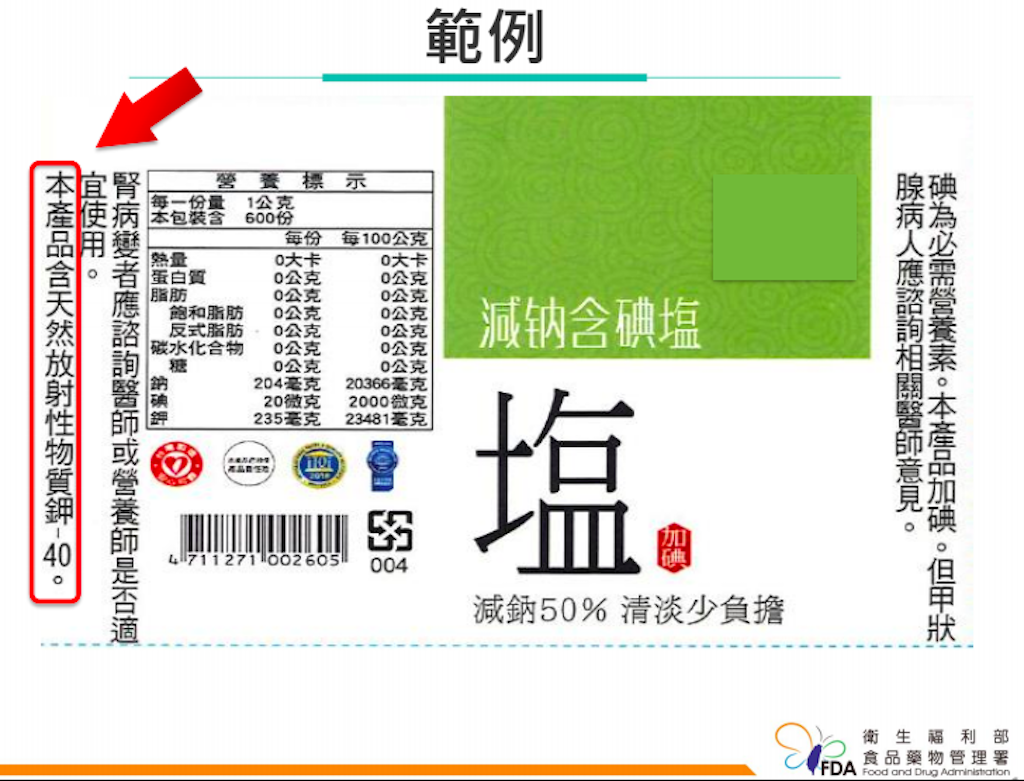 範例
碘為必需營養素。本產品加碘。但甲狀
腺病人應諮詢相關醫師意見。
減钠含碘塩
塩
加碘
減鈉50% 清淡少負擔
營養標示
每一份量 1公克
本包裝含 600份
每份 每100公克
熱量 0大卡 0大卡
蛋白質 0公克 0公克
脂肪 0公克 0公克
飽和脂肪 0公克 0公克
反式脂肪 0公克 0公克
碳水化合物 0公克 0公克
糖 0公克 0公克
鈉 204毫克 20366毫克
碘 20微克 2000微克
鉀 235毫克 23481毫克
4 711271 002605
004
腎病變者應諮詢醫師或營養師是否適
宜使用。
本產品含天然放射性物質鉀-40。
衛生福利部
食品藥物管理署
FDA
Food and Drug Administration